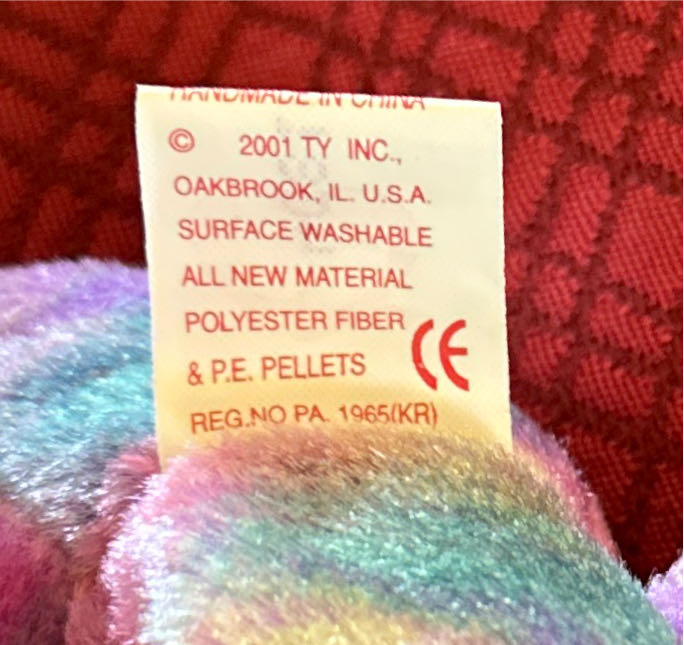 HANDMADE IN CHINA
© 2001 TY INC.,
OAKBROOK, IL. U.S.A.
SURFACE WASHABLE
ALL NEW MATERIAL
POLYESTER FIBER
& P.E. PELLETS CE
REG.NO PA. 1965(KR)